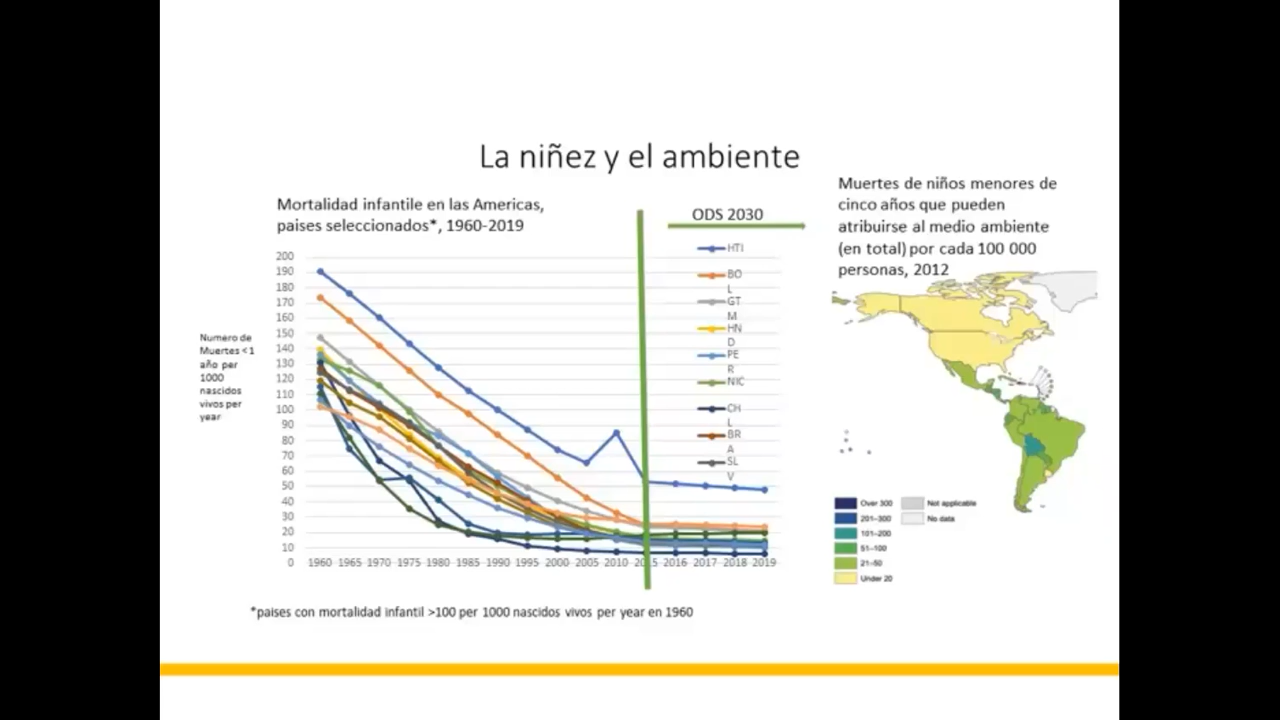 La niñez y el ambiente
Mortalidad infantile en las Americas,
paises seleccionados*, 1960-2019
ODS 2030
Muertes de niños menores de
cinco años que pueden
atribuirse al medio ambiente
(en total) por cada 100 000
personas, 2012
Numero de
Muertes <1
año per
1000
nascidos
vivos per
year
200
190
180
170
160
150
140
130
120
110
100
90
80
70
60
50
40
30
20
10
0
1960 1965 1970 1975 1980 1985 1990 1995 2000 2005 2010 2015 2016 2017 2018 2019
HTI
BO
L
GT
M
HN
D
PE
R
NIC
CH
L
BR
A
SL
V
Over 300
201–300
101–200
51–100
21–50
Under 20
Not applicable
No data
*paises con mortalidad infantil >100 per 1000 nascidos vivos per year en 1960